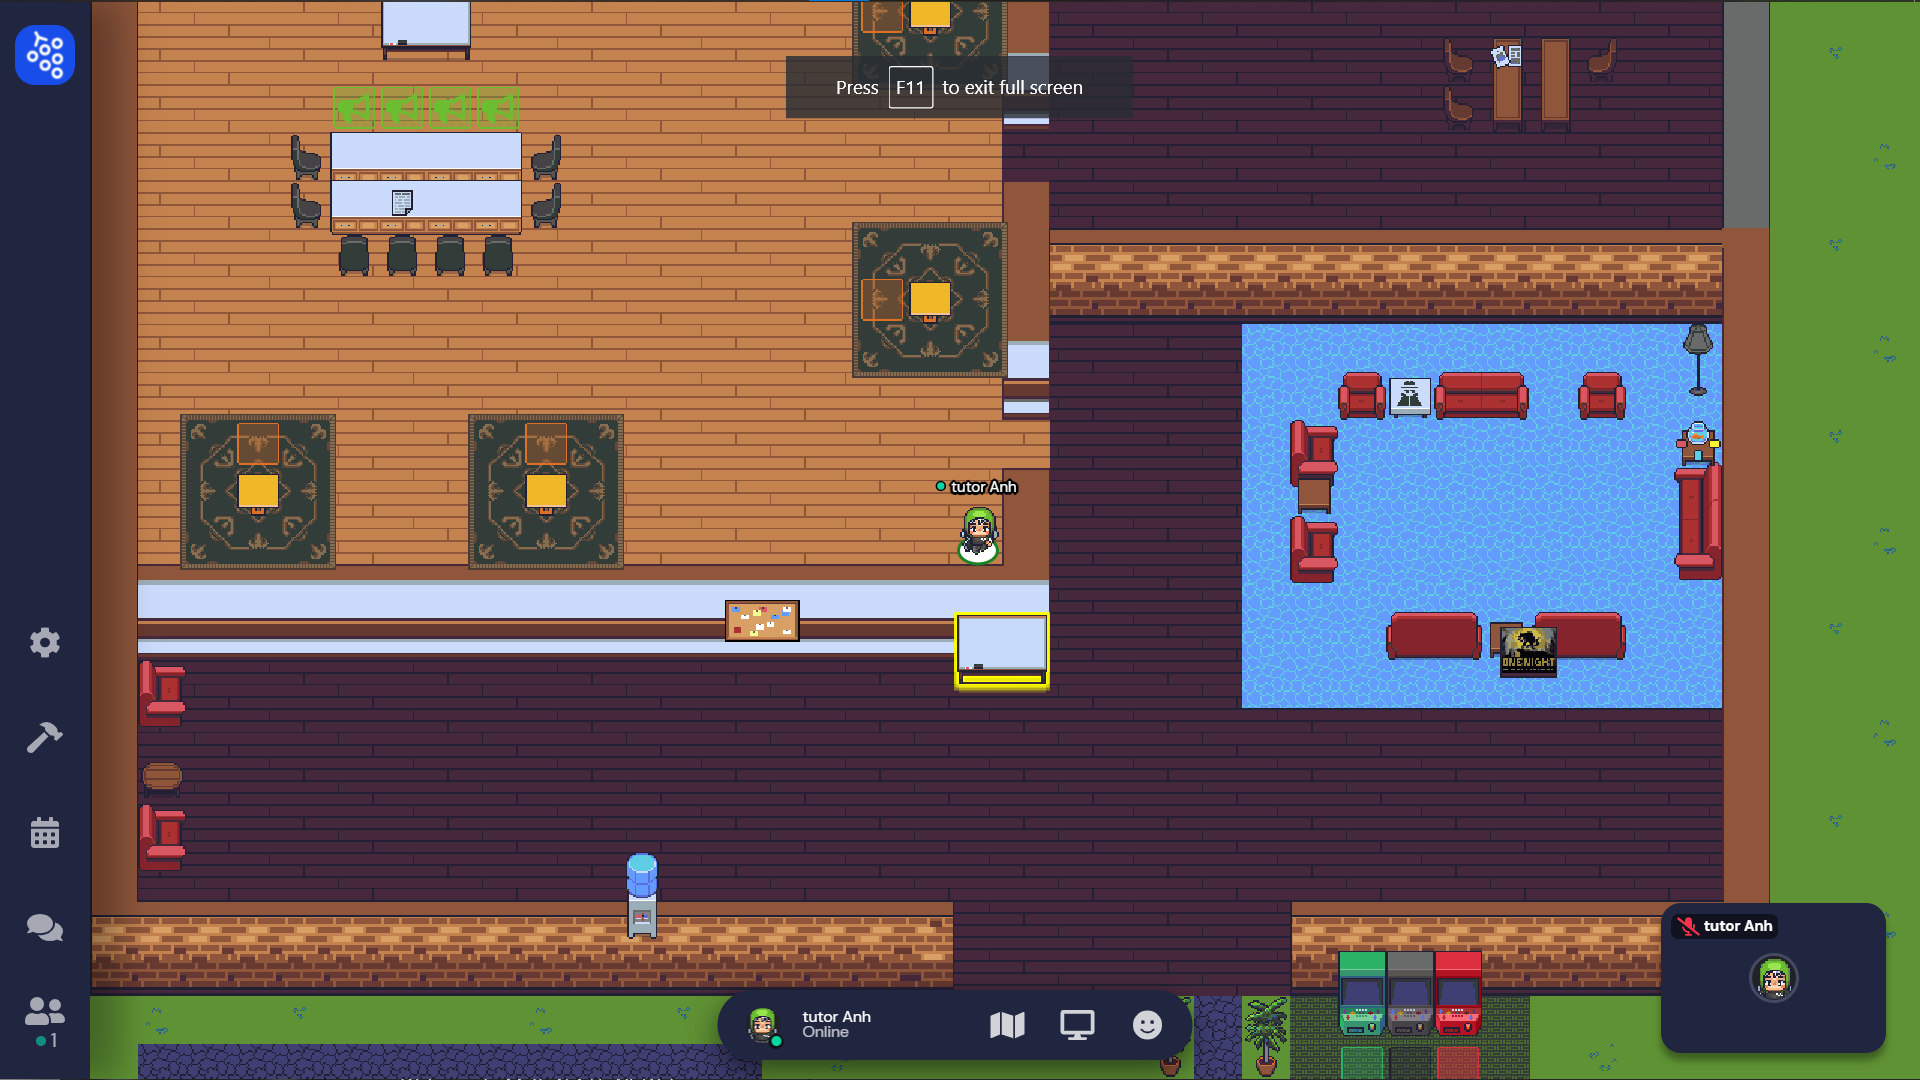 Press F11 to exit full screen
tutor Anh
ONENIGHT
tutor Anh
tutor Anh
Online
1